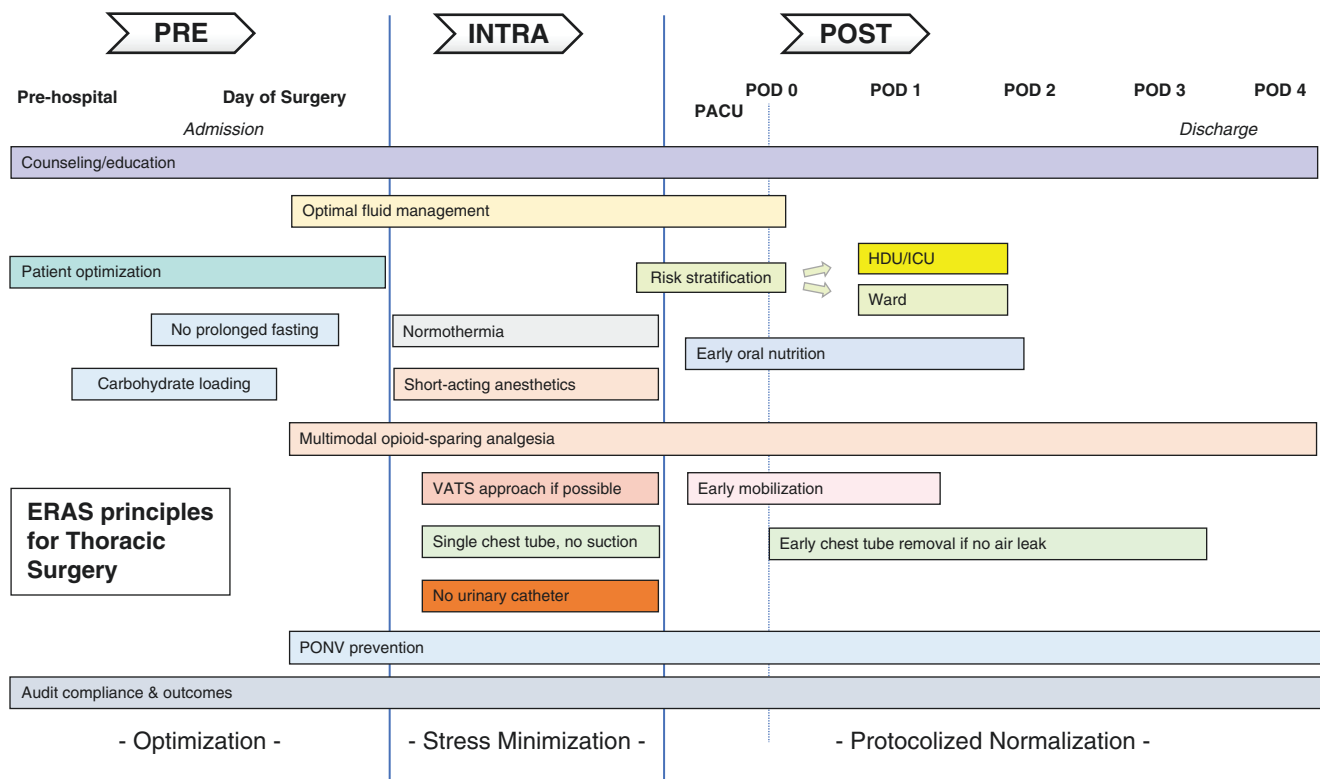 PRE
INTRA
POST
Pre-hospital
Day of Surgery
Admission
PACU
POD 0
POD 1
POD 2
POD 3
POD 4
Discharge
Counseling/education
Optimal fluid management
Patient optimization
Risk stratification
HDU/ICU
Ward
No prolonged fasting
Normothermia
Early oral nutrition
Carbohydrate loading
Short-acting anesthetics
Multimodal opioid-sparing analgesia
VATS approach if possible
Early mobilization
ERAS principles
for Thoracic
Surgery
Single chest tube, no suction
Early chest tube removal if no air leak
No urinary catheter
PONV prevention
Audit compliance & outcomes
- Optimization -
- Stress Minimization -
- Protocolized Normalization -